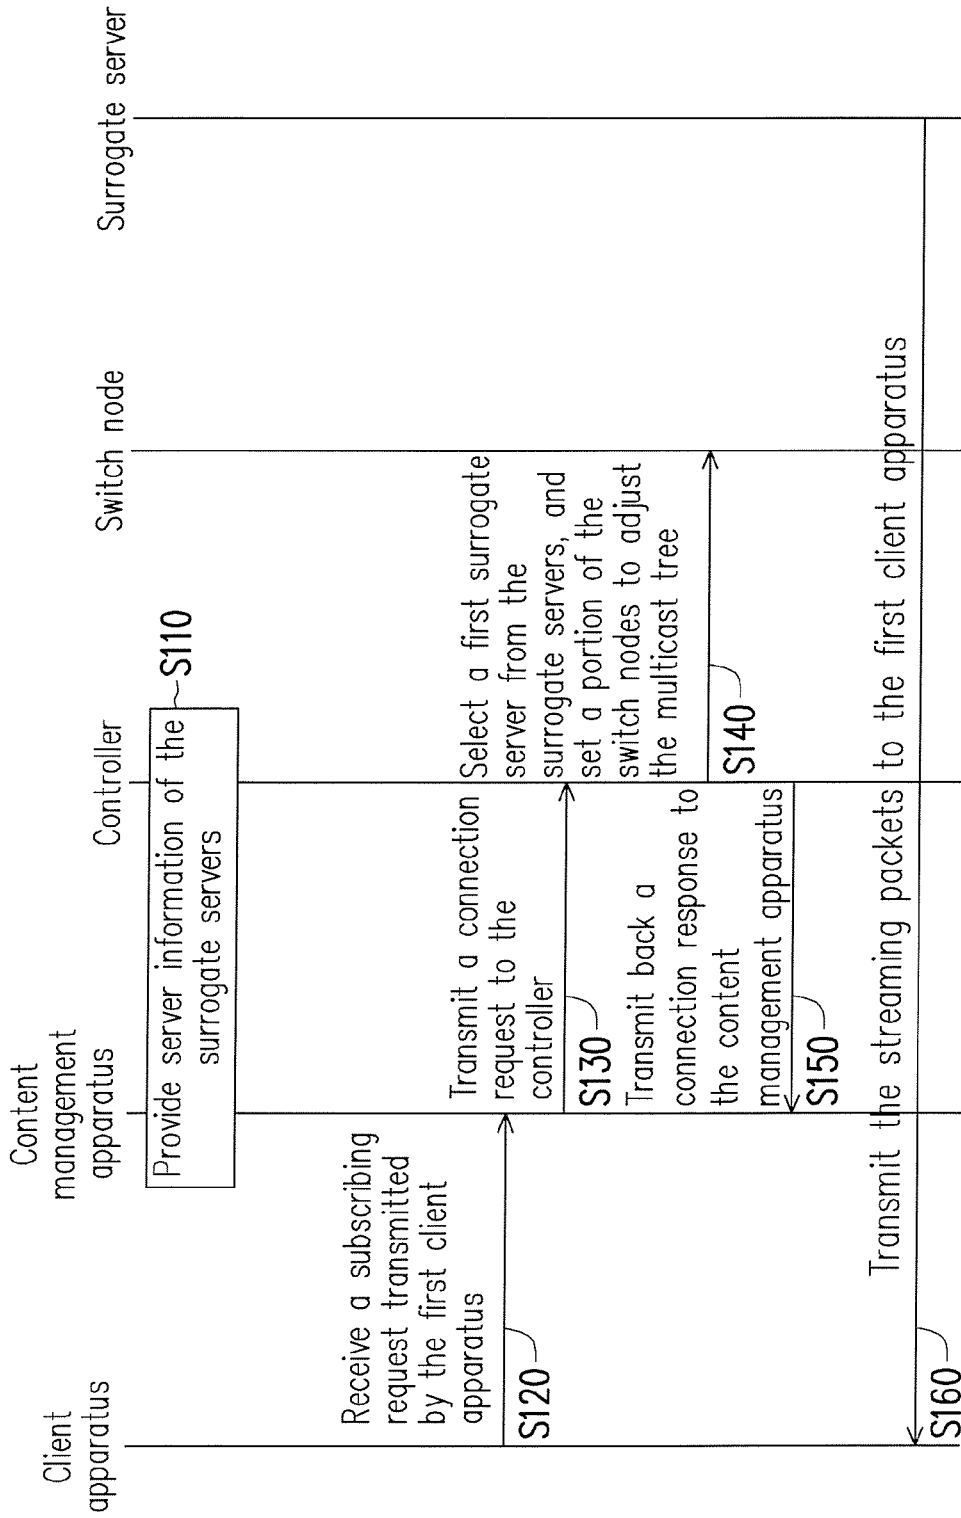 Client
apparatus
Content
management
apparatus
Controller
Switch node
Surrogate server
Provide server information of the
surrogate servers
S110
Receive a subscribing
request transmitted
by the first client
apparatus
S120
Transmit a connection
request to the
controller
S130
Select a first surrogate
server from the
surrogate servers, and
set a portion of the
switch nodes to adjust
the multicast tree
S140
Transmit back a
connection response to
the content
management apparatus
S150
Transmit the streaming packets to the first client apparatus
S160